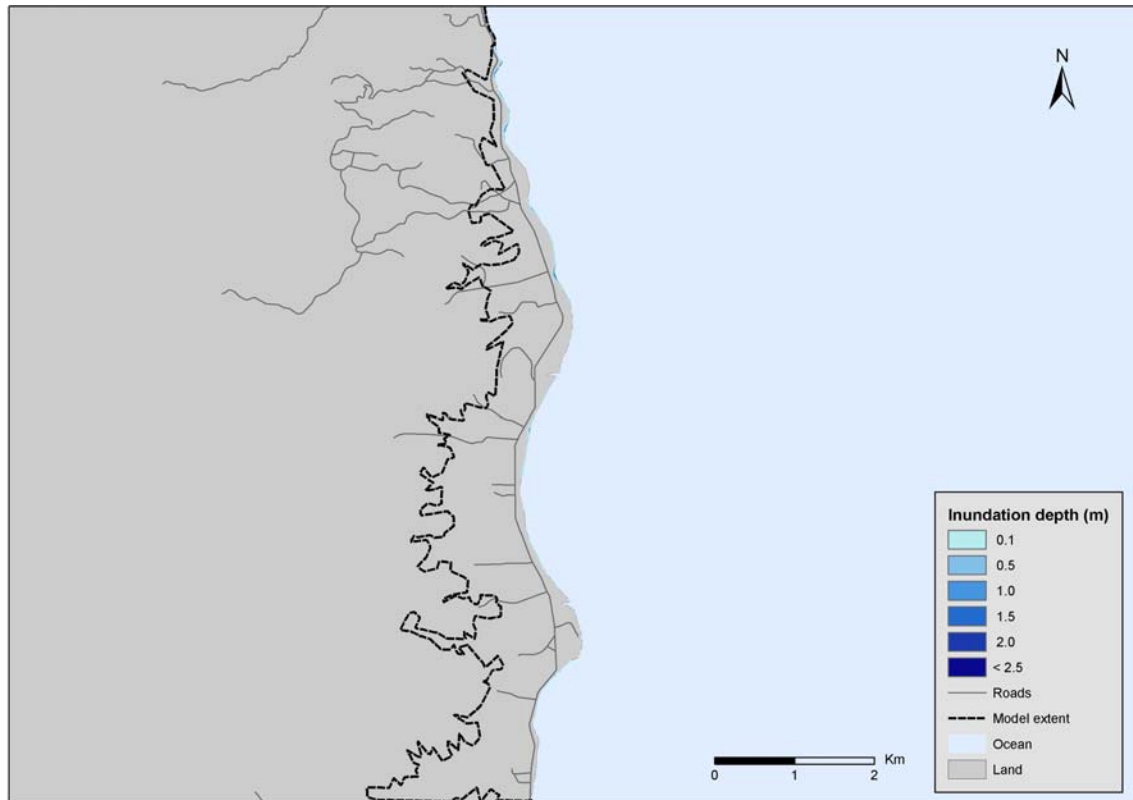 N
Inundation depth (m)
0.1
0.5
1.0
1.5
2.0
< 2.5
Roads
Model extent
Ocean
Land
Km
0 1 2